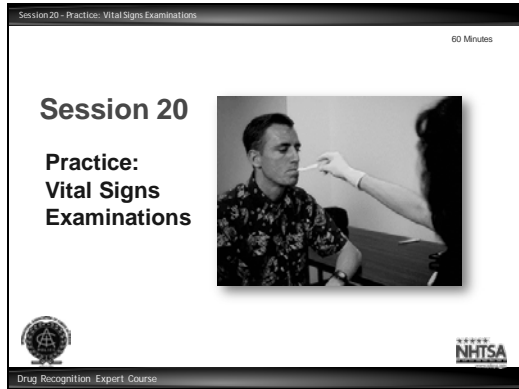 Session 20 - Practice: Vital Signs Examinations
60 Minutes
Session 20
Practice:
Vital Signs
Examinations
NHTSA
Drug Recognition Expert Course